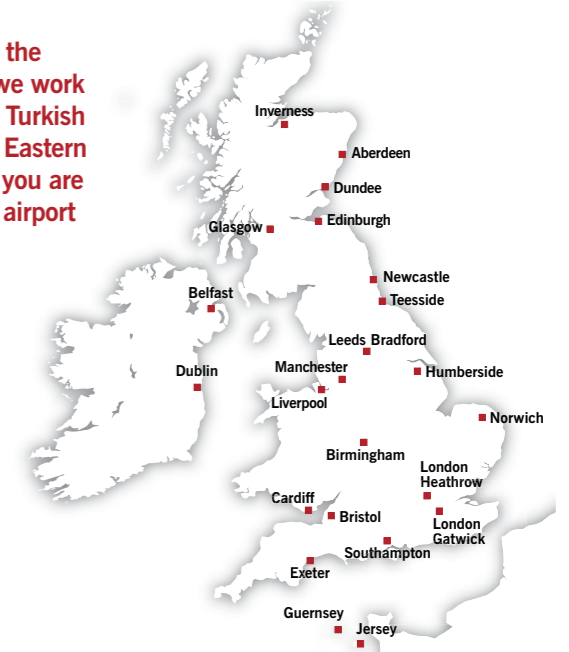 the
we work
Turkish
Eastern
you are
airport
Inverness
Aberdeen
Dundee
Edinburgh
Glasgow
Newcastle
Teesside
Belfast
Leeds Bradford
Manchester
Humberside
Dublin
Liverpool
Norwich
Birmingham
London
Heathrow
Cardiff
Bristol
London
Gatwick
Southampton
Exeter
Guernsey
Jersey